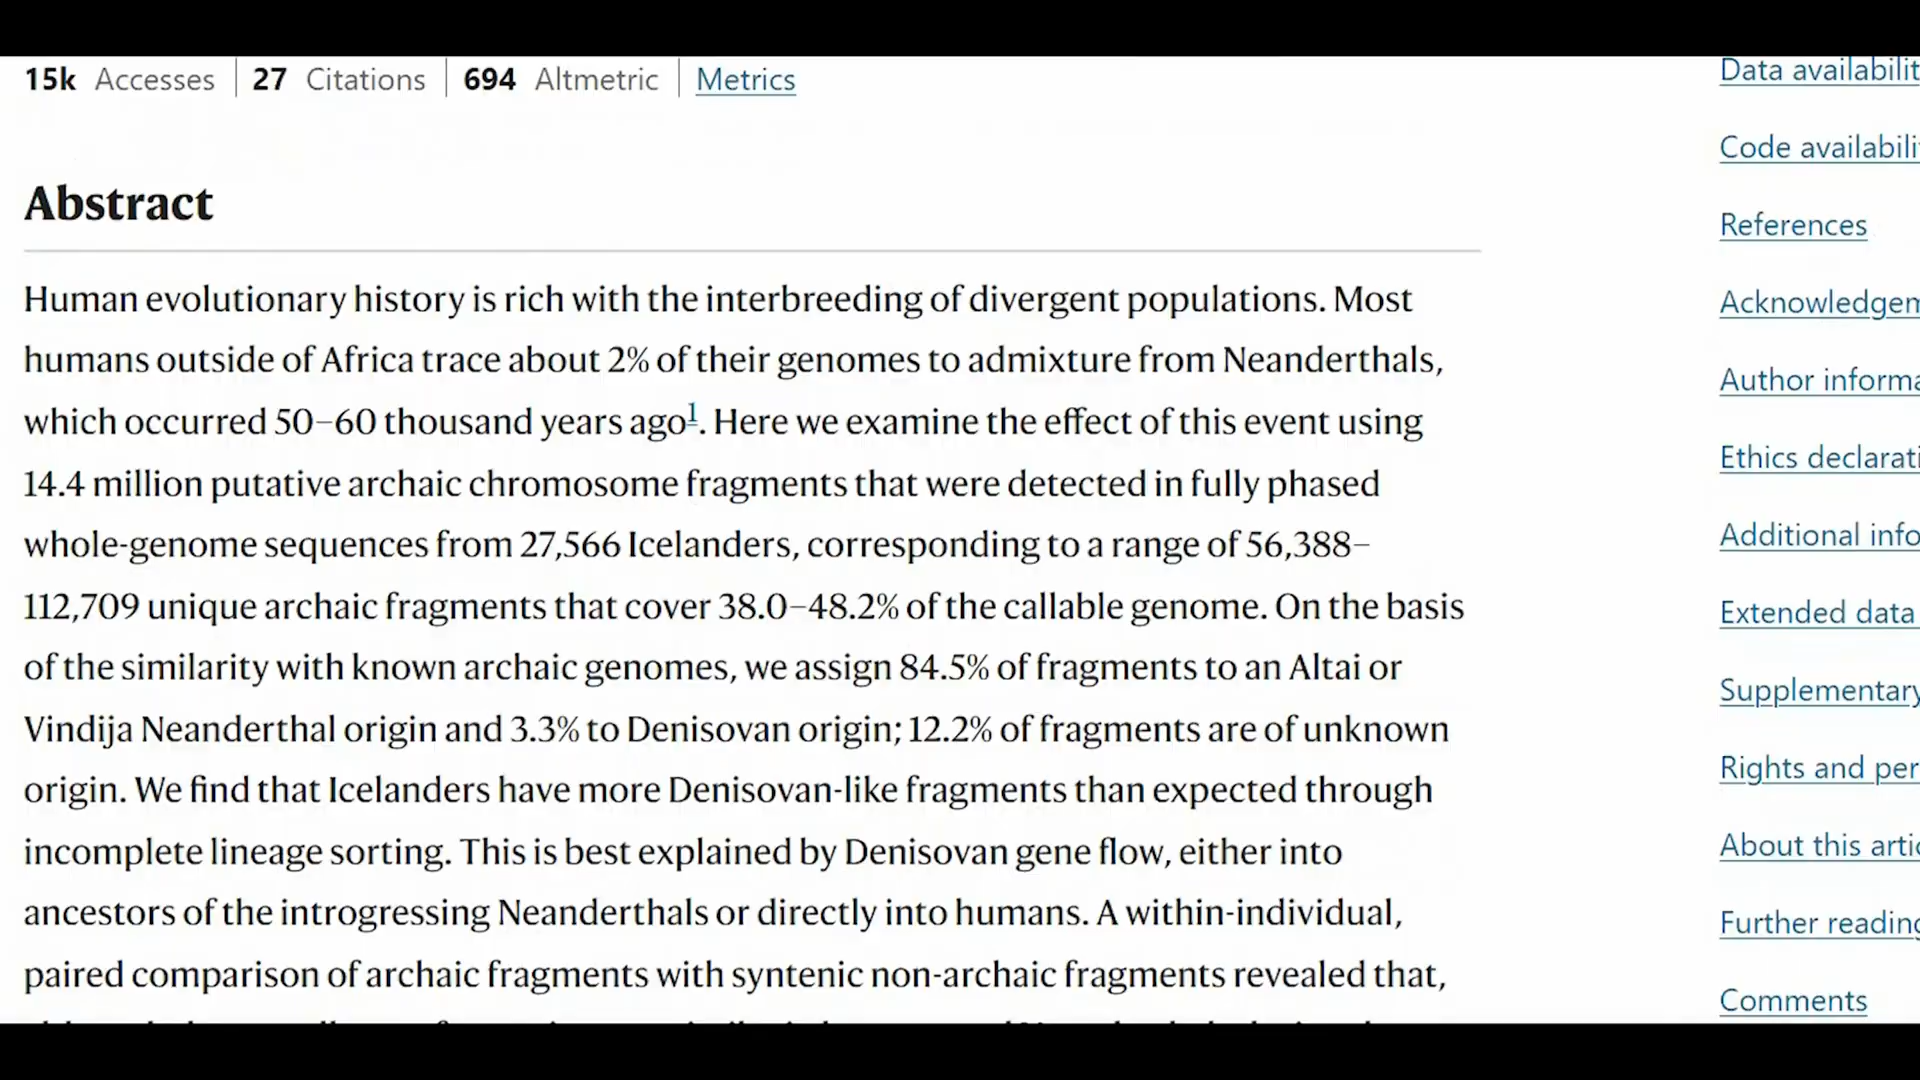 15k Accesses 27 Citations 694 Altmetric Metrics
Abstract
Human evolutionary history is rich with the interbreeding of divergent populations. Most
humans outside of Africa trace about 2% of their genomes to admixture from Neanderthals,
which occurred 50–60 thousand years ago1. Here we examine the effect of this event using
14.4 million putative archaic chromosome fragments that were detected in fully phased
whole-genome sequences from 27,566 Icelanders, corresponding to a range of 56,388–
112,709 unique archaic fragments that cover 38.0–48.2% of the callable genome. On the basis
of the similarity with known archaic genomes, we assign 84.5% of fragments to an Altai or
Vindija Neanderthal origin and 3.3% to Denisovan origin; 12.2% of fragments are of unknown
origin. We find that Icelanders have more Denisovan-like fragments than expected through
incomplete lineage sorting. This is best explained by Denisovan gene flow, either into
ancestors of the introgressing Neanderthals or directly into humans. A within-individual,
paired comparison of archaic fragments with syntenic non-archaic fragments revealed that,
Data availabilit
Code availabili
References
Acknowledgem
Author informa
Ethics declarati
Additional info
Extended data
Supplementary
Rights and per
About this artic
Further reading
Comments